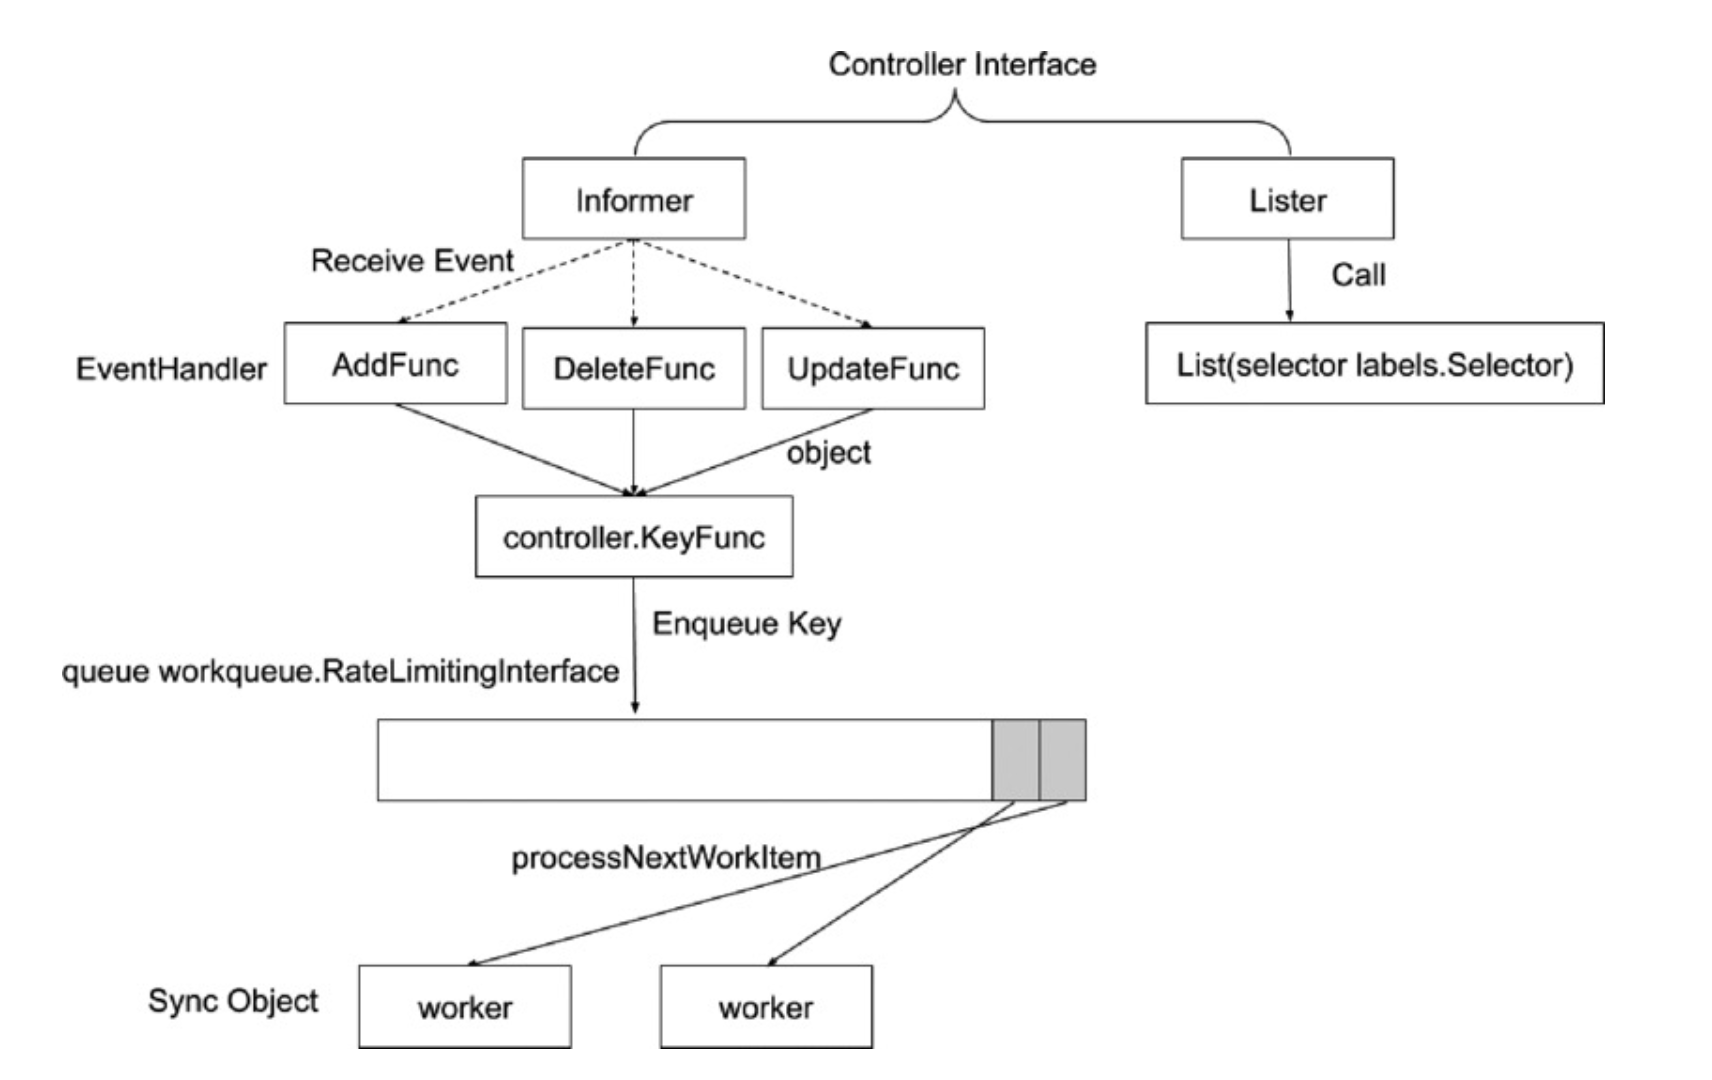 Controller Interface
Informer
Lister
Receive Event
Call
EventHandler
AddFunc
DeleteFunc
UpdateFunc
List(selector labels.Selector)
object
controller.KeyFunc
Enqueue Key
queue workqueue.RateLimitingInterface
processNextWorkItem
Sync Object
worker
worker